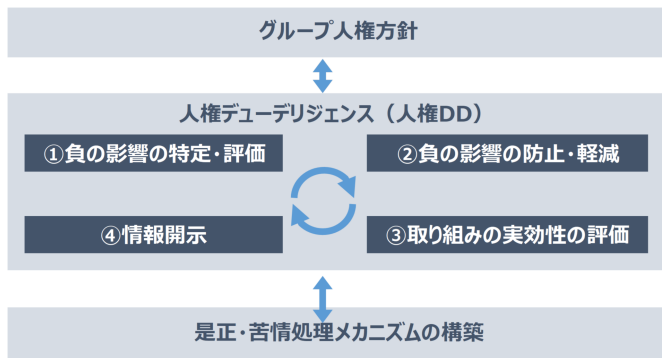 グループ人権方針
人権デューデリジェンス（人権DD）
①負の影響の特定・評価
②負の影響の防止・軽減
④情報開示
③取り組みの実効性の評価
是正・苦情処理メカニズムの構築